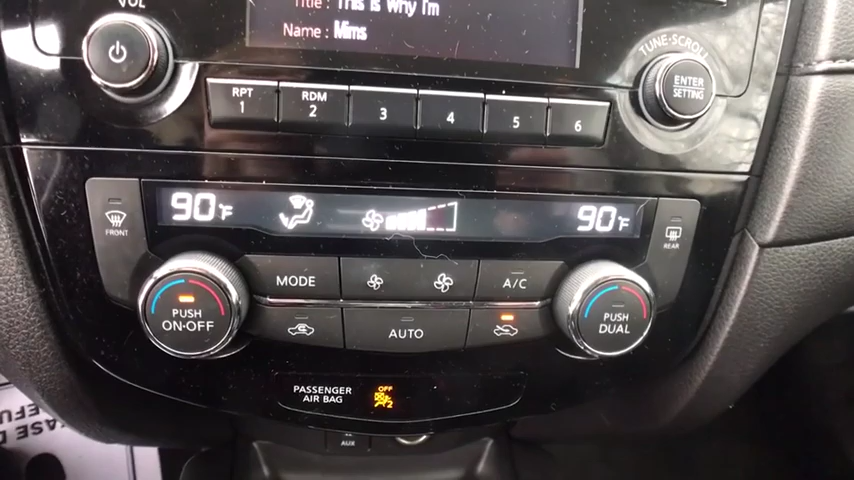 VOL
Title : This is Why I'm
Name : Mims
TUNE·SCROLL
ENTER
SETTING
RPT
1
RDM
2
3
4
5
6
90°F
90°F
FRONT
REAR
MODE
A/C
PUSH
ON·OFF
AUTO
PUSH
DUAL
PASSENGER
AIR BAG
OFF
2
AUX